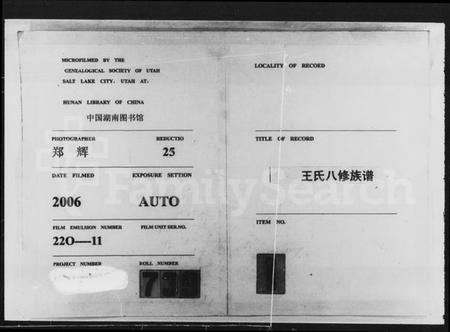 MICROFILMED BY THE
GENEALOGICAL SOCIETY OF UTAH
SALT LAKE CITY, UTAH AT:
HUNAN LIBRARY OF CHINA
中国湖南图书馆
PHOTOGRAPHER REDUCTIO
郑 辉 25
DATE FILMED EXPOSURE SETTION
2006 AUTO
FILM EMULSION NUMBER FILM UNIT SER.NO.
22O----11
PROJECT NUMBER ROLL NUMBER
7
LOCALITY OF RECORD
TITLE OF RECORD
王氏八修族谱
ITEM NO.
FamilySearch